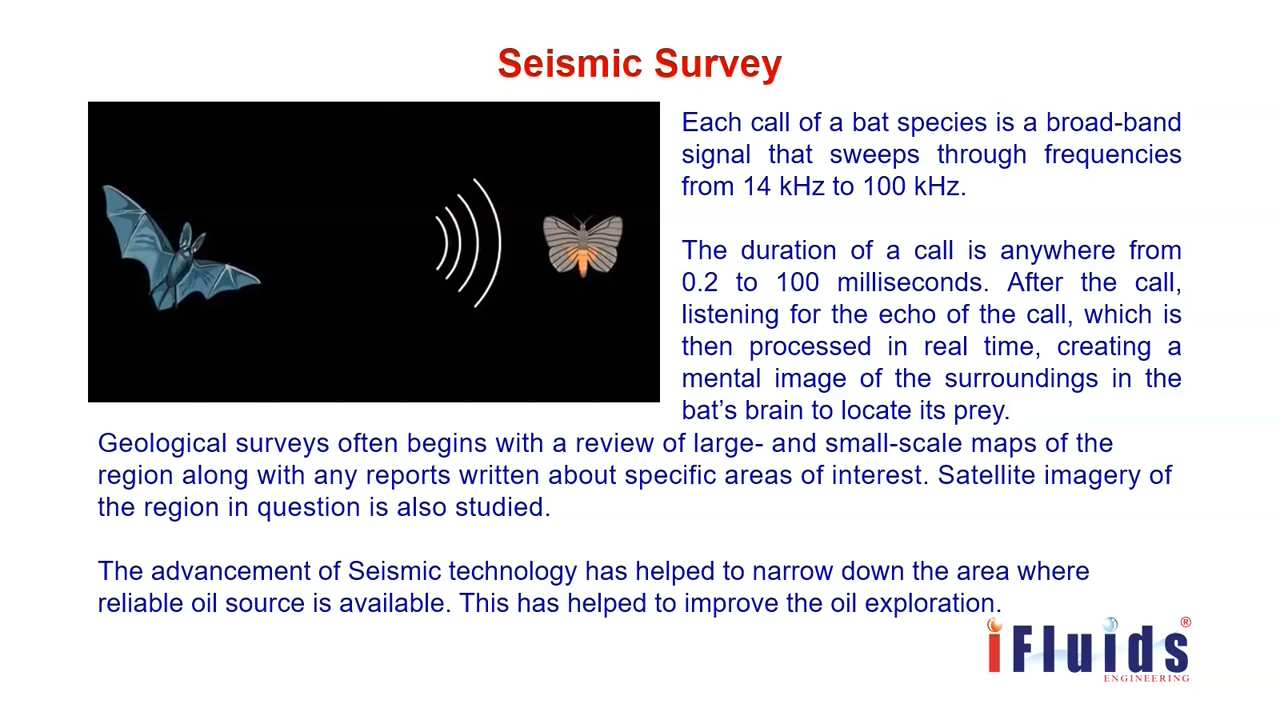 Seismic Survey
Each call of a bat species is a broad-band
signal that sweeps through frequencies
from 14 kHz to 100 kHz.
The duration of a call is anywhere from
0.2 to 100 milliseconds. After the call,
listening for the echo of the call, which is
then processed in real time, creating a
mental image of the surroundings in the
bat's brain to locate its prey.
Geological surveys often begins with a review of large- and small-scale maps of the
region along with any reports written about specific areas of interest. Satellite imagery of
the region in question is also studied.
The advancement of Seismic technology has helped to narrow down the area where
reliable oil source is available. This has helped to improve the oil exploration.
iFluids®
ENGINEERING